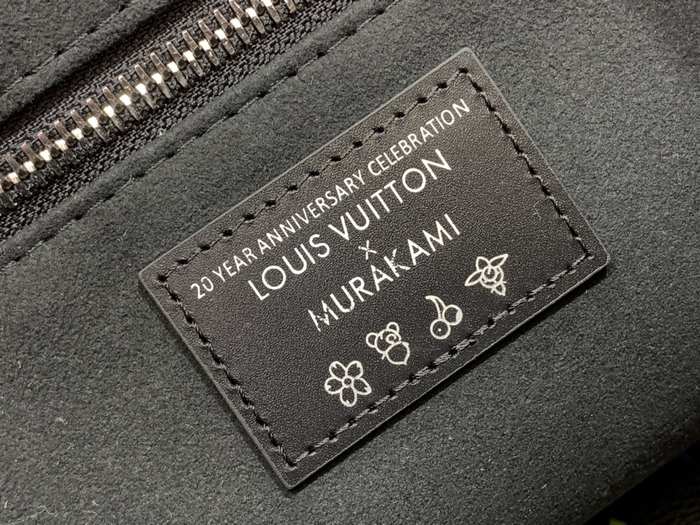 20 YEAR ANNIVERSARY CELEBRATION
LOUIS VUITTON
×
MURAKAMI